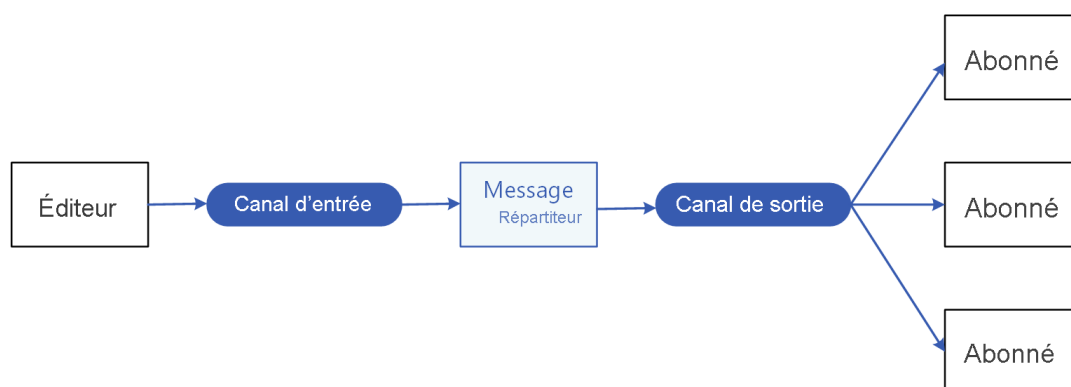 Éditeur
Canal d'entrée
Message
Répartiteur
Canal de sortie
Abonné
Abonné
Abonné